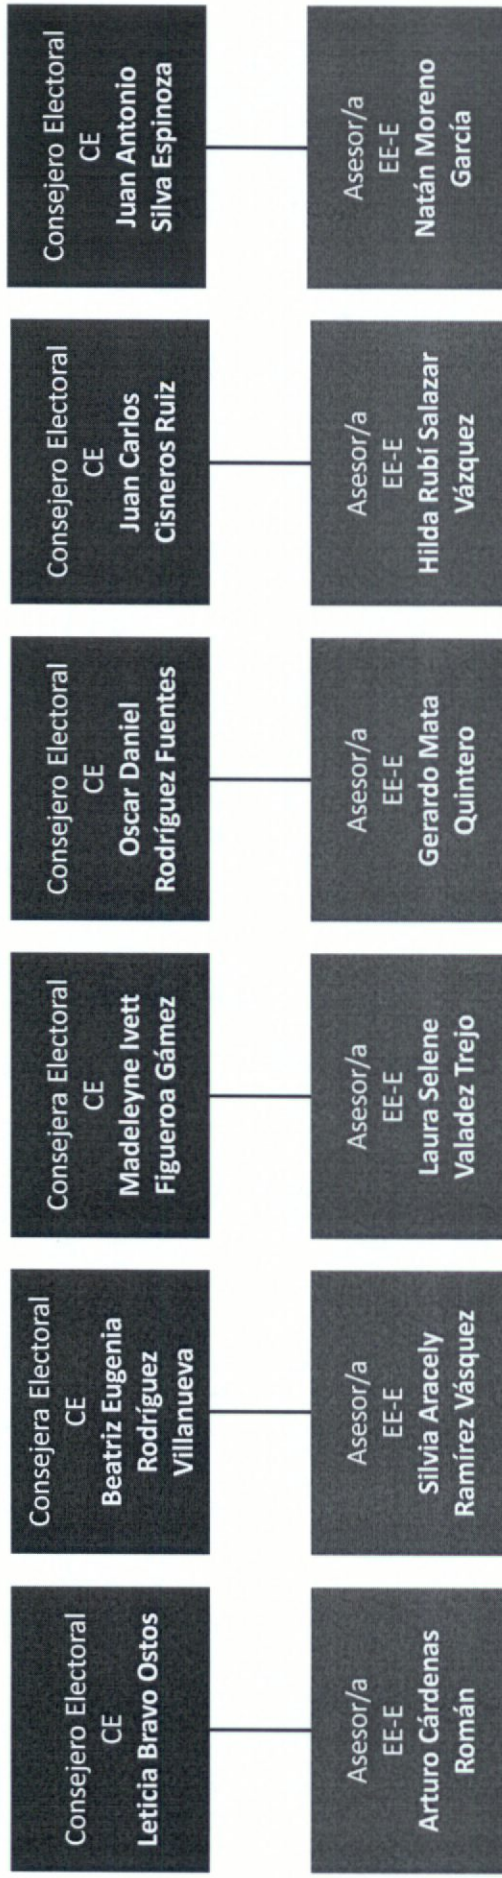 Consejero Electoral
CE
Leticia Bravo Ostos
Asesor/a
EE-E
Arturo Cárdenas
Román
Consejera Electoral
CE
Beatriz Eugenia
Rodríguez
Villanueva
Asesor/a
EE-E
Silvia Aracely
Ramírez Vásquez
Consejera Electoral
CE
Madeleyne Ivett
Figueroa Gámez
Asesor/a
EE-E
Laura Selene
Valadez Trejo
Consejero Electoral
CE
Oscar Daniel
Rodríguez Fuentes
Asesor/a
EE-E
Gerardo Mata
Quintero
Consejero Electoral
CE
Juan Carlos
Cisneros Ruiz
Asesor/a
EE-E
Hilda Rubí Salazar
Vázquez
Consejero Electoral
CE
Juan Antonio
Silva Espinoza
Asesor/a
EE-E
Natán Moreno
García